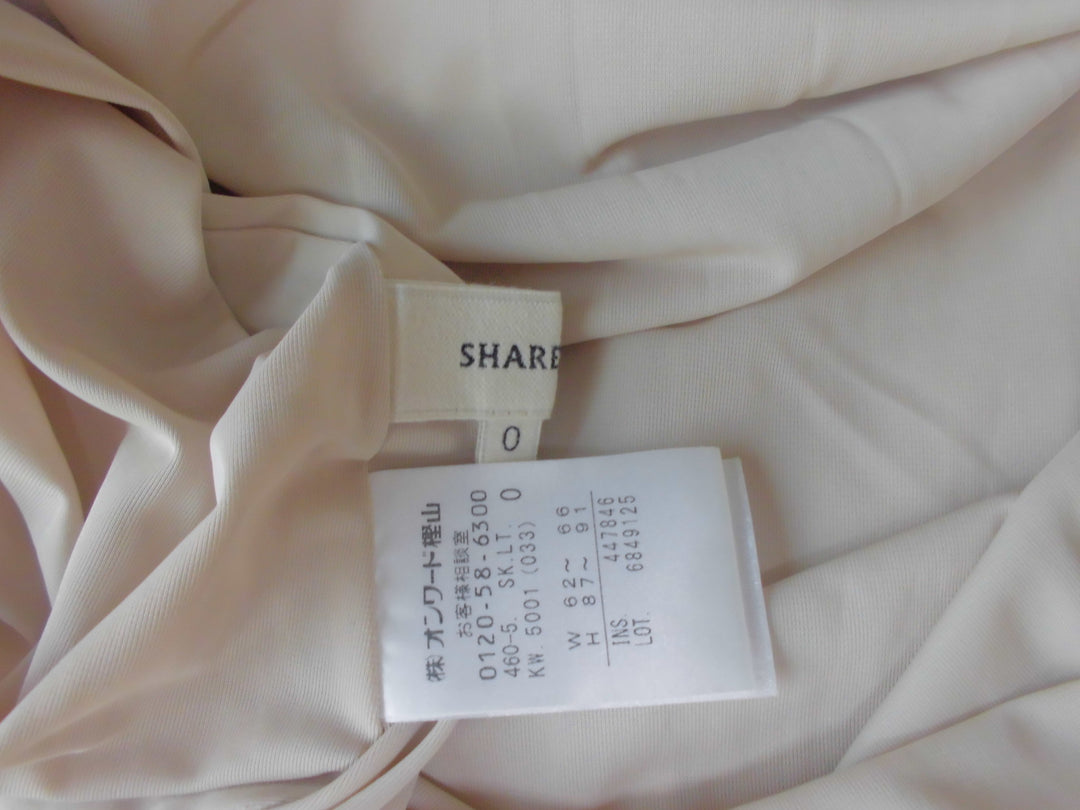 SHARE
0
㈱オンワード樫山
お客様相談室
0120-58-6300
460-5. SK.LT. 0
KW. 5001 (033)
W 62~ 66
H 87~ 91
INS. 447846
LOT. 6849125